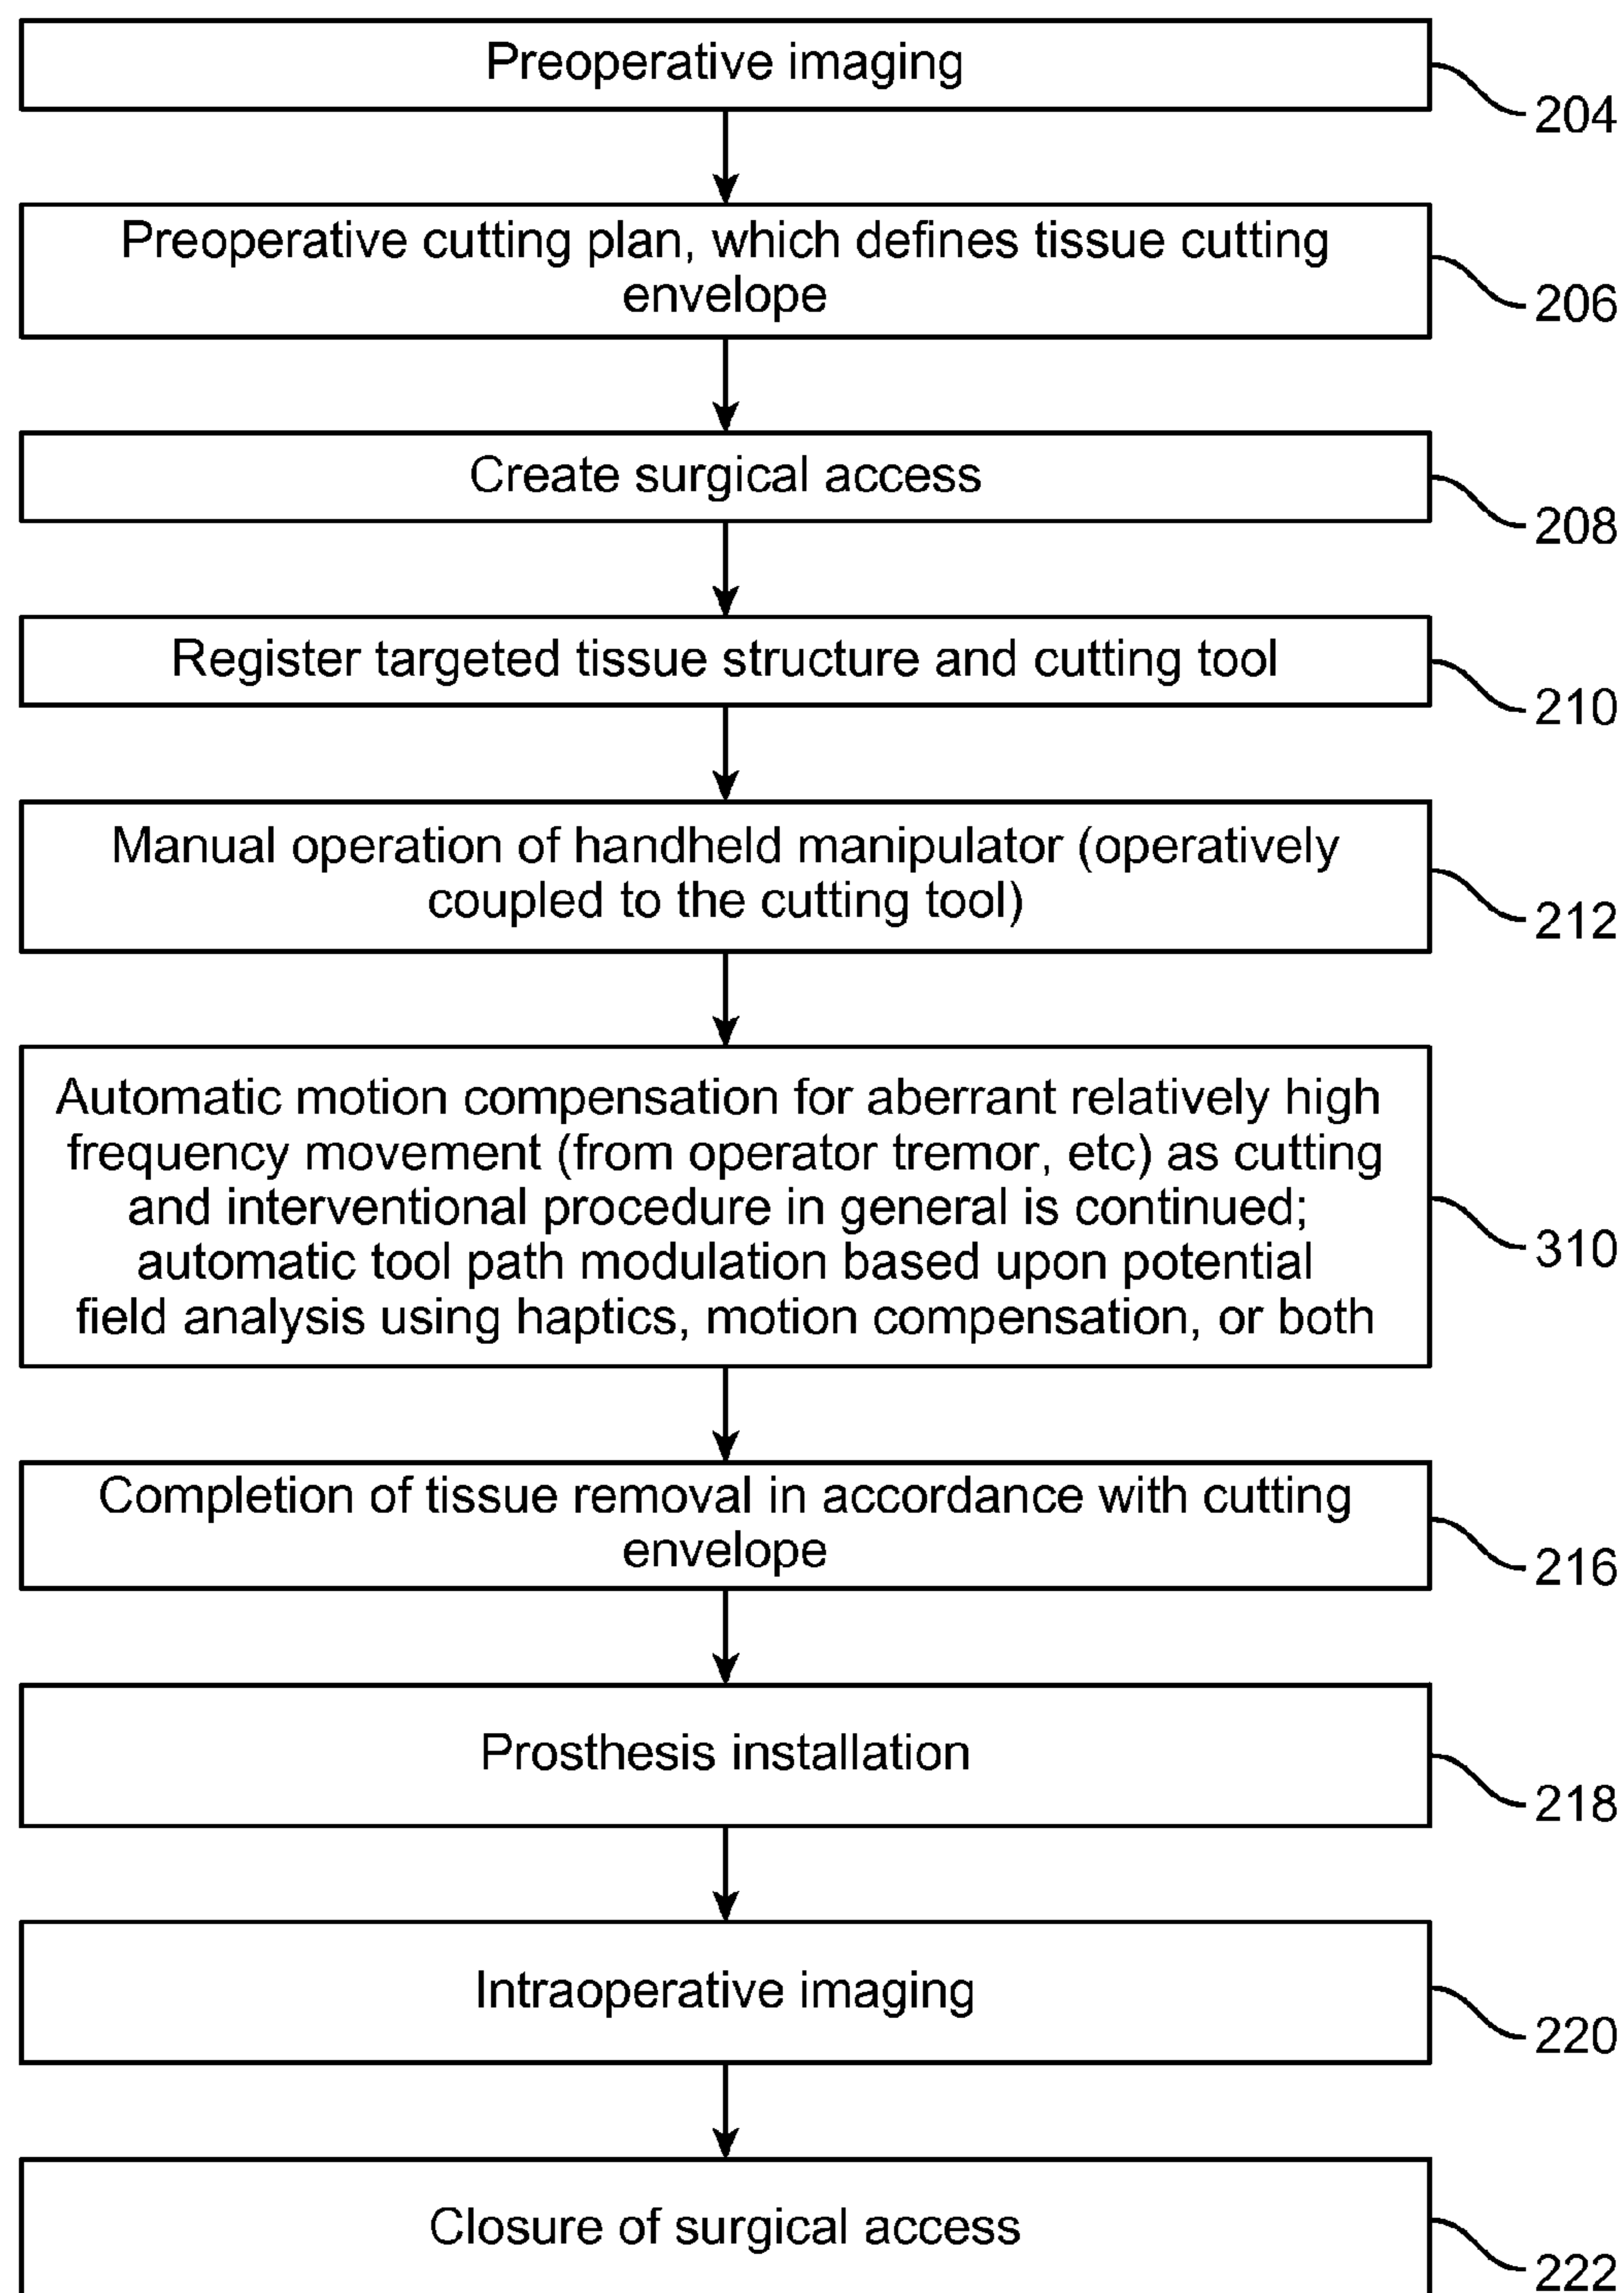 Preoperative imaging
204
Preoperative cutting plan, which defines tissue cutting
envelope
206
Create surgical access
208
Register targeted tissue structure and cutting tool
210
Manual operation of handheld manipulator (operatively
coupled to the cutting tool)
212
Automatic motion compensation for aberrant relatively high
frequency movement (from operator tremor, etc) as cutting
and interventional procedure in general is continued;
automatic tool path modulation based upon potential
field analysis using haptics, motion compensation, or both
310
Completion of tissue removal in accordance with cutting
envelope
216
Prosthesis installation
218
Intraoperative imaging
220
Closure of surgical access
222